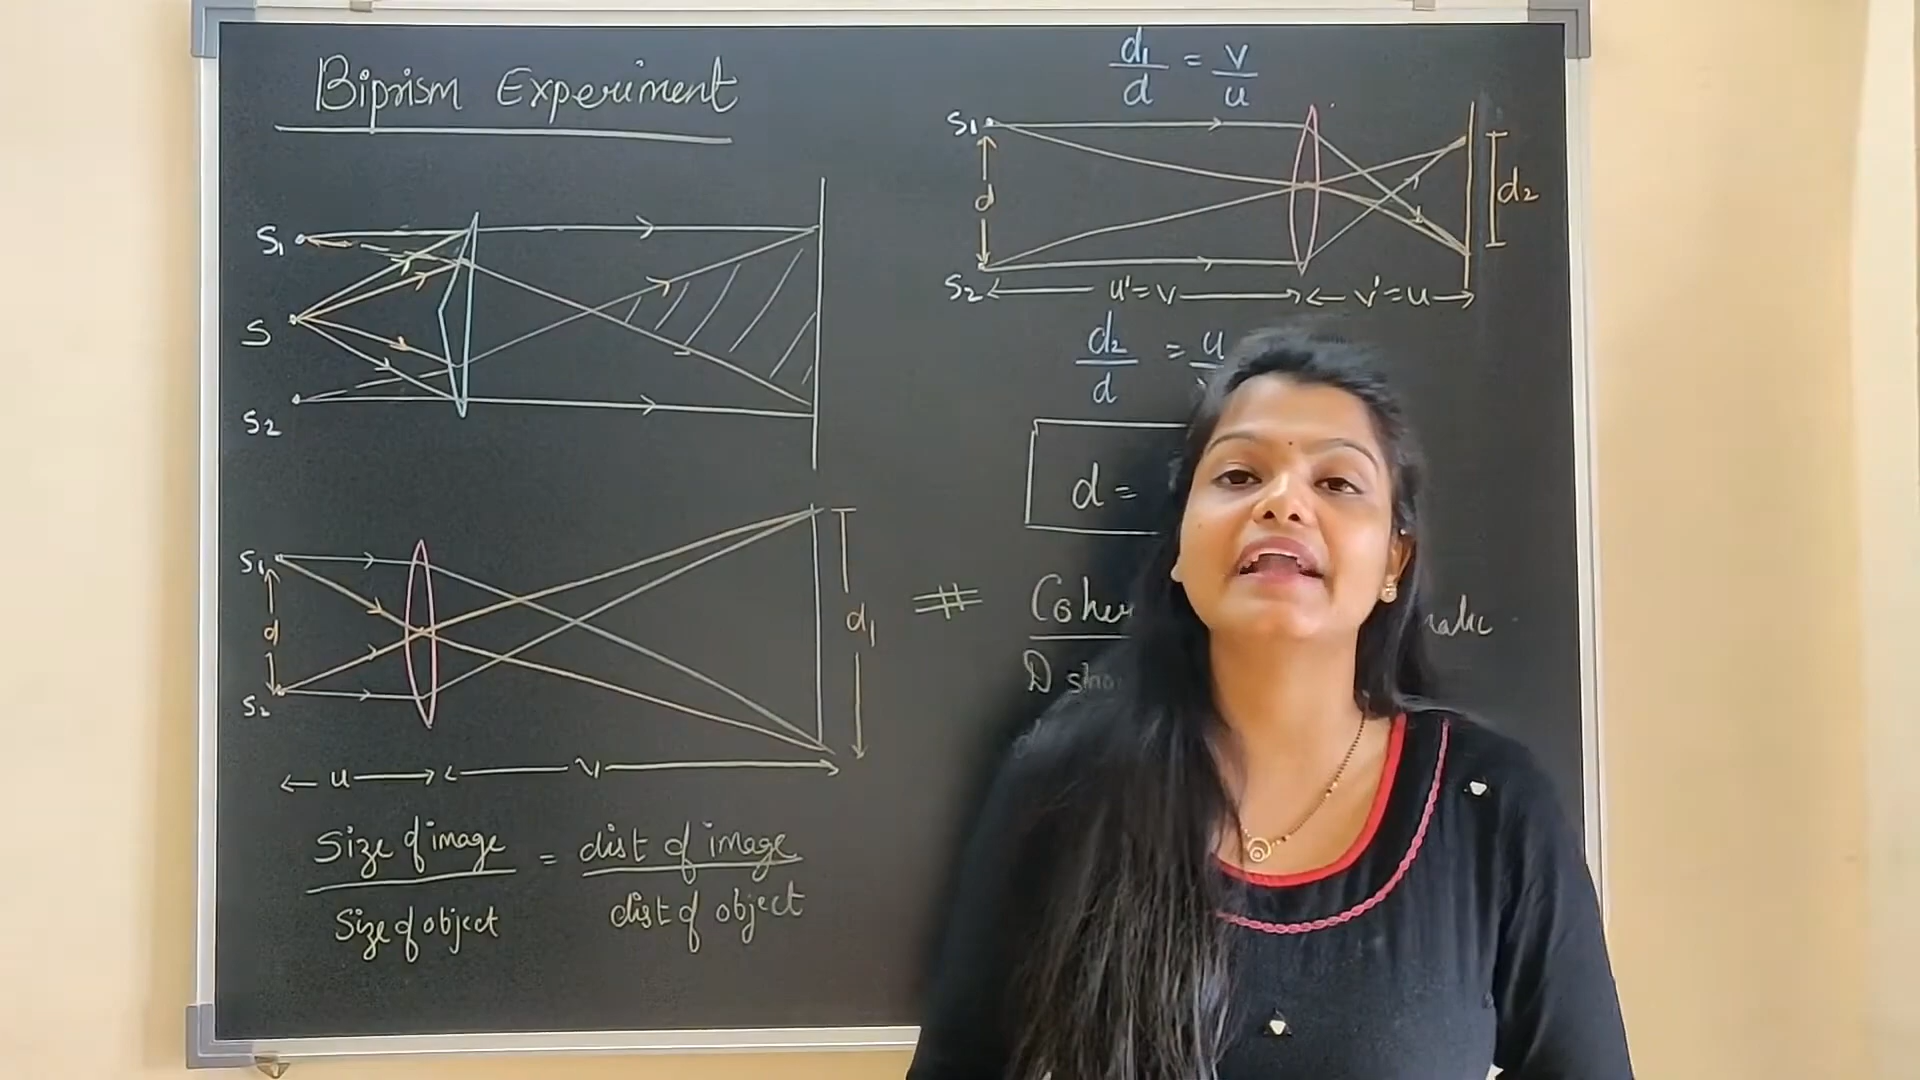 Biprism Experiment
S1
S
S2
S1
d
S2
d1
u v
Size of image / Size of object = dist of image / dist of object
d1/d = v/u
S1
d
d2
S2 u' = v v' = u
d2/d = u
d =
#
D